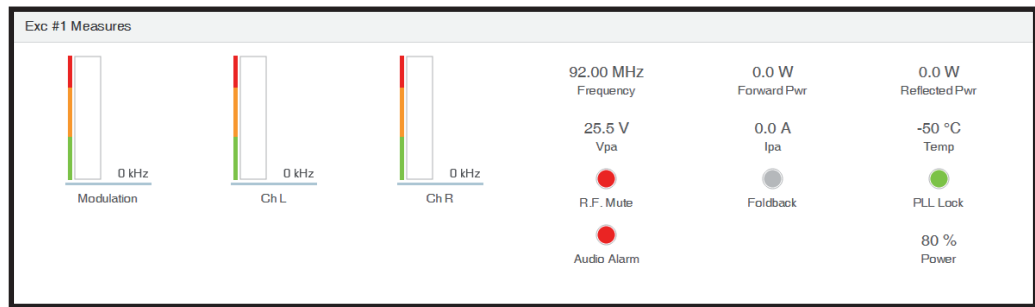 Exc #1 Measures
0 kHz
Modulation
0 kHz
Ch L
0 kHz
Ch R
92.00 MHz
Frequency
0.0 W
Forward Pwr
0.0 W
Reflected Pwr
25.5 V
Vpa
0.0 A
Ipa
-50 °C
Temp
R.F. Mute
Foldback
PLL Lock
Audio Alarm
80 %
Power